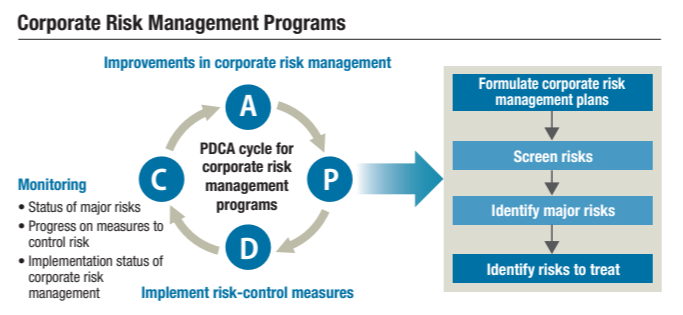 Corporate Risk Management Programs
Improvements in corporate risk management
A
PDCA cycle for
corporate risk
management
programs
C
P
D
Monitoring
• Status of major risks
• Progress on measures to
control risk
• Implementation status of
corporate risk
management
Implement risk-control measures
Formulate corporate risk
management plans
Screen risks
Identify major risks
Identify risks to treat